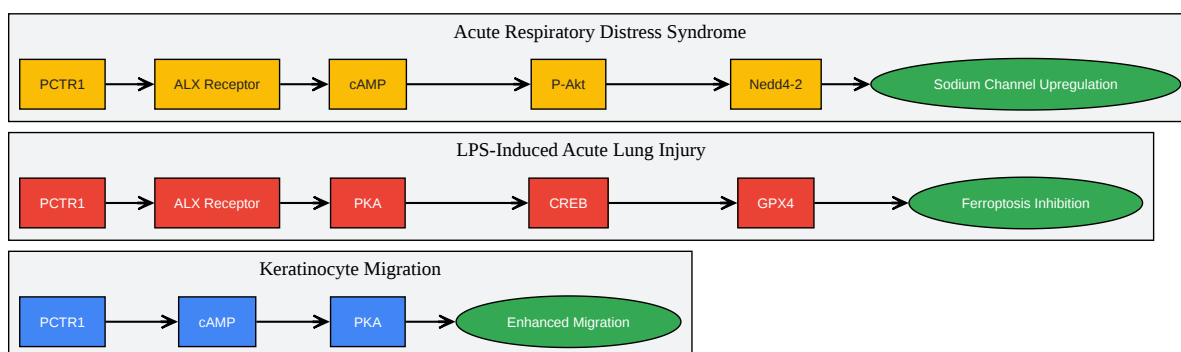 Acute Respiratory Distress Syndrome
PCTR1 ALX Receptor cAMP P-Akt Nedd4-2 Sodium Channel Upregulation
LPS-Induced Acute Lung Injury
PCTR1 ALX Receptor PKA CREB GPX4 Ferroptosis Inhibition
Keratinocyte Migration
PCTR1 cAMP PKA Enhanced Migration